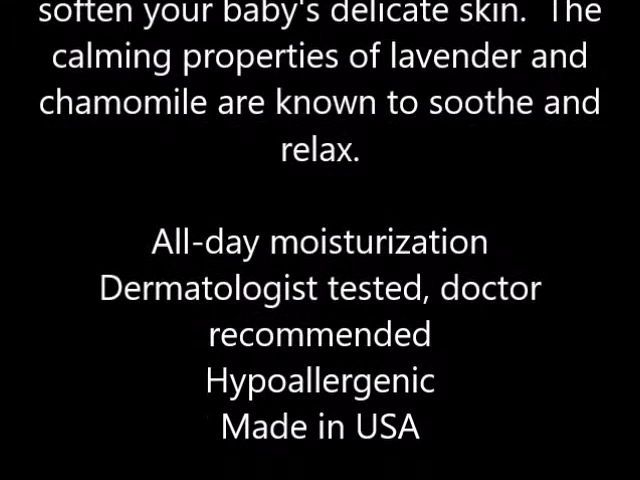 soften your baby's delicate skin.  The
calming properties of lavender and
chamomile are known to soothe and
relax.
All-day moisturization
Dermatologist tested, doctor
recommended
Hypoallergenic
Made in USA